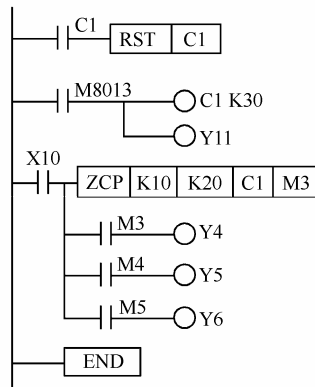 C1
RST C1
M8013
C1 K30
Y11
X10
ZCP K10 K20 C1 M3
M3
Y4
M4
Y5
M5
Y6
END